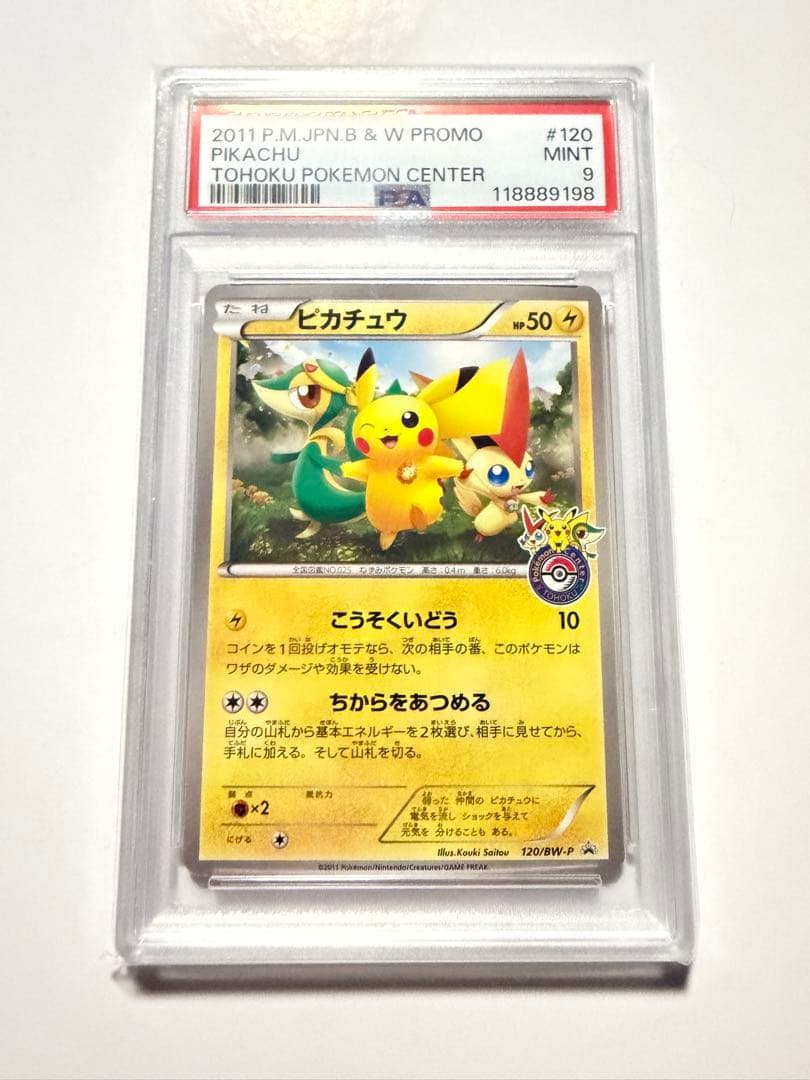 2011 P.M.JPN.B & W PROMO #120
PIKACHU MINT
TOHOKU POKEMON CENTER 9
PSA 118889198
たね ピカチュウ HP50
全国図鑑NO.025 ねずみポケモン 高さ:0.4m 重さ:6.0kg
Pokémon Center
TOHOKU
こうそくいどう 10
コインを1回投げオモテなら、次の相手の番、このポケモンは
ワザのダメージや効果を受けない。
ちからをあつめる
自分の山札から基本エネルギーを2枚選び、相手に見せてから、
手札に加える。そして山札を切る。
弱点 抵抗力
×2
にげる
弱った 仲間の ピカチュウに
電気を流し ショックを与えて
元気を 分けることも ある。
Illus.Kouki Saitou 120/BW-P
©2011 Pokémon/Nintendo/Creatures/GAME FREAK.